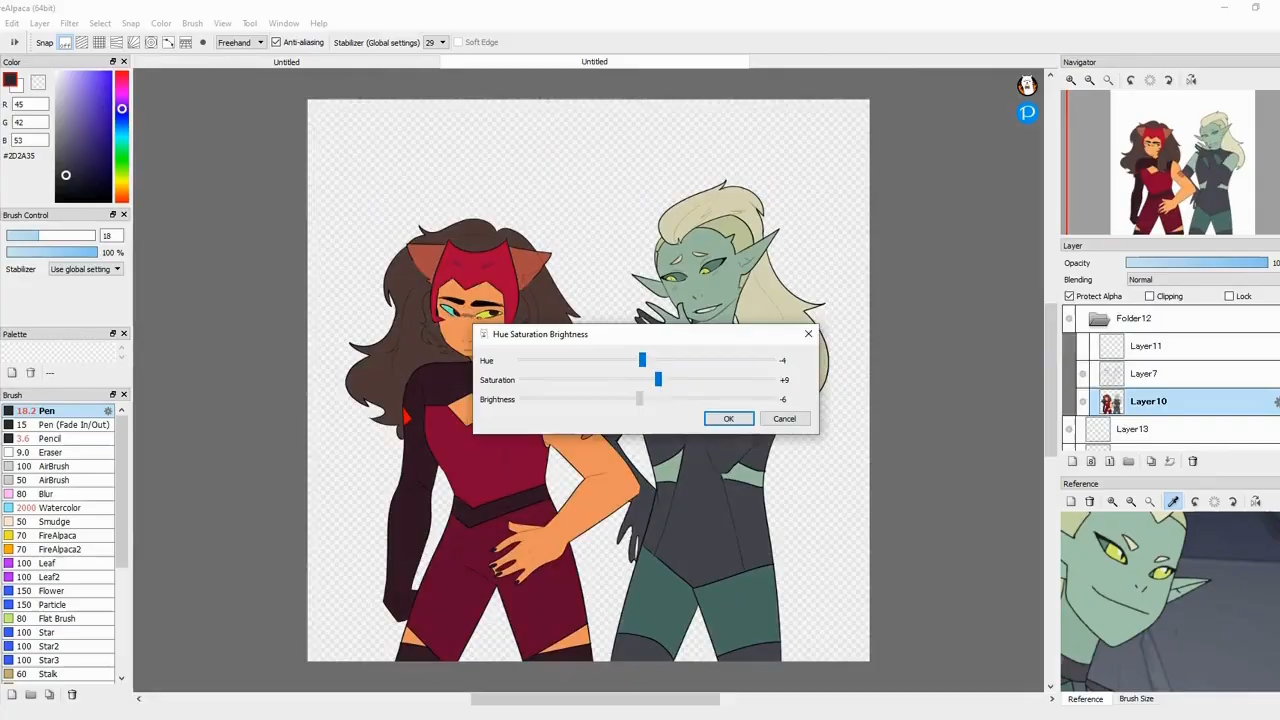 reAlpaca (64bit)
Edit Layer Filter Select Snap Color Brush View Tool Window Help
Snap off Freehand Anti-aliasing Stabilizer (Global settings) 29 Soft Edge
Color
Untitled Untitled
Navigator
R 45
G 42
B 53
#2D2A35
Brush Control
18
100 %
Stabilizer Use global setting
Palette
---
Brush
18.2 Pen
15 Pen (Fade In/Out)
3.6 Pencil
9.0 Eraser
100 AirBrush
50 AirBrush
80 Blur
2000 Watercolor
50 Smudge
70 FireAlpaca
70 FireAlpaca2
100 Leaf
100 Leaf2
150 Flower
150 Particle
80 Flat Brush
100 Star
100 Star2
100 Star3
60 Stalk
Hue Saturation Brightness
Hue -4
Saturation +9
Brightness -6
OK Cancel
Layer
Opacity 10
Blending Normal
Protect Alpha Clipping Lock
Folder12
Layer11
Layer7
Layer10
Layer13
Reference
Reference Brush Size